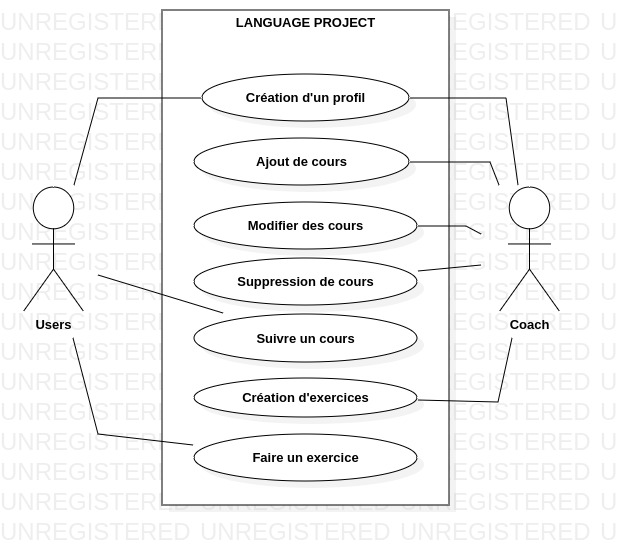 LANGUAGE PROJECT
Création d'un profil
Ajout de cours
Modifier des cours
Suppression de cours
Users
Coach
Suivre un cours
Création d'exercices
Faire un exercice
UNREGISTERED UNREGISTERED UNREGISTERED U